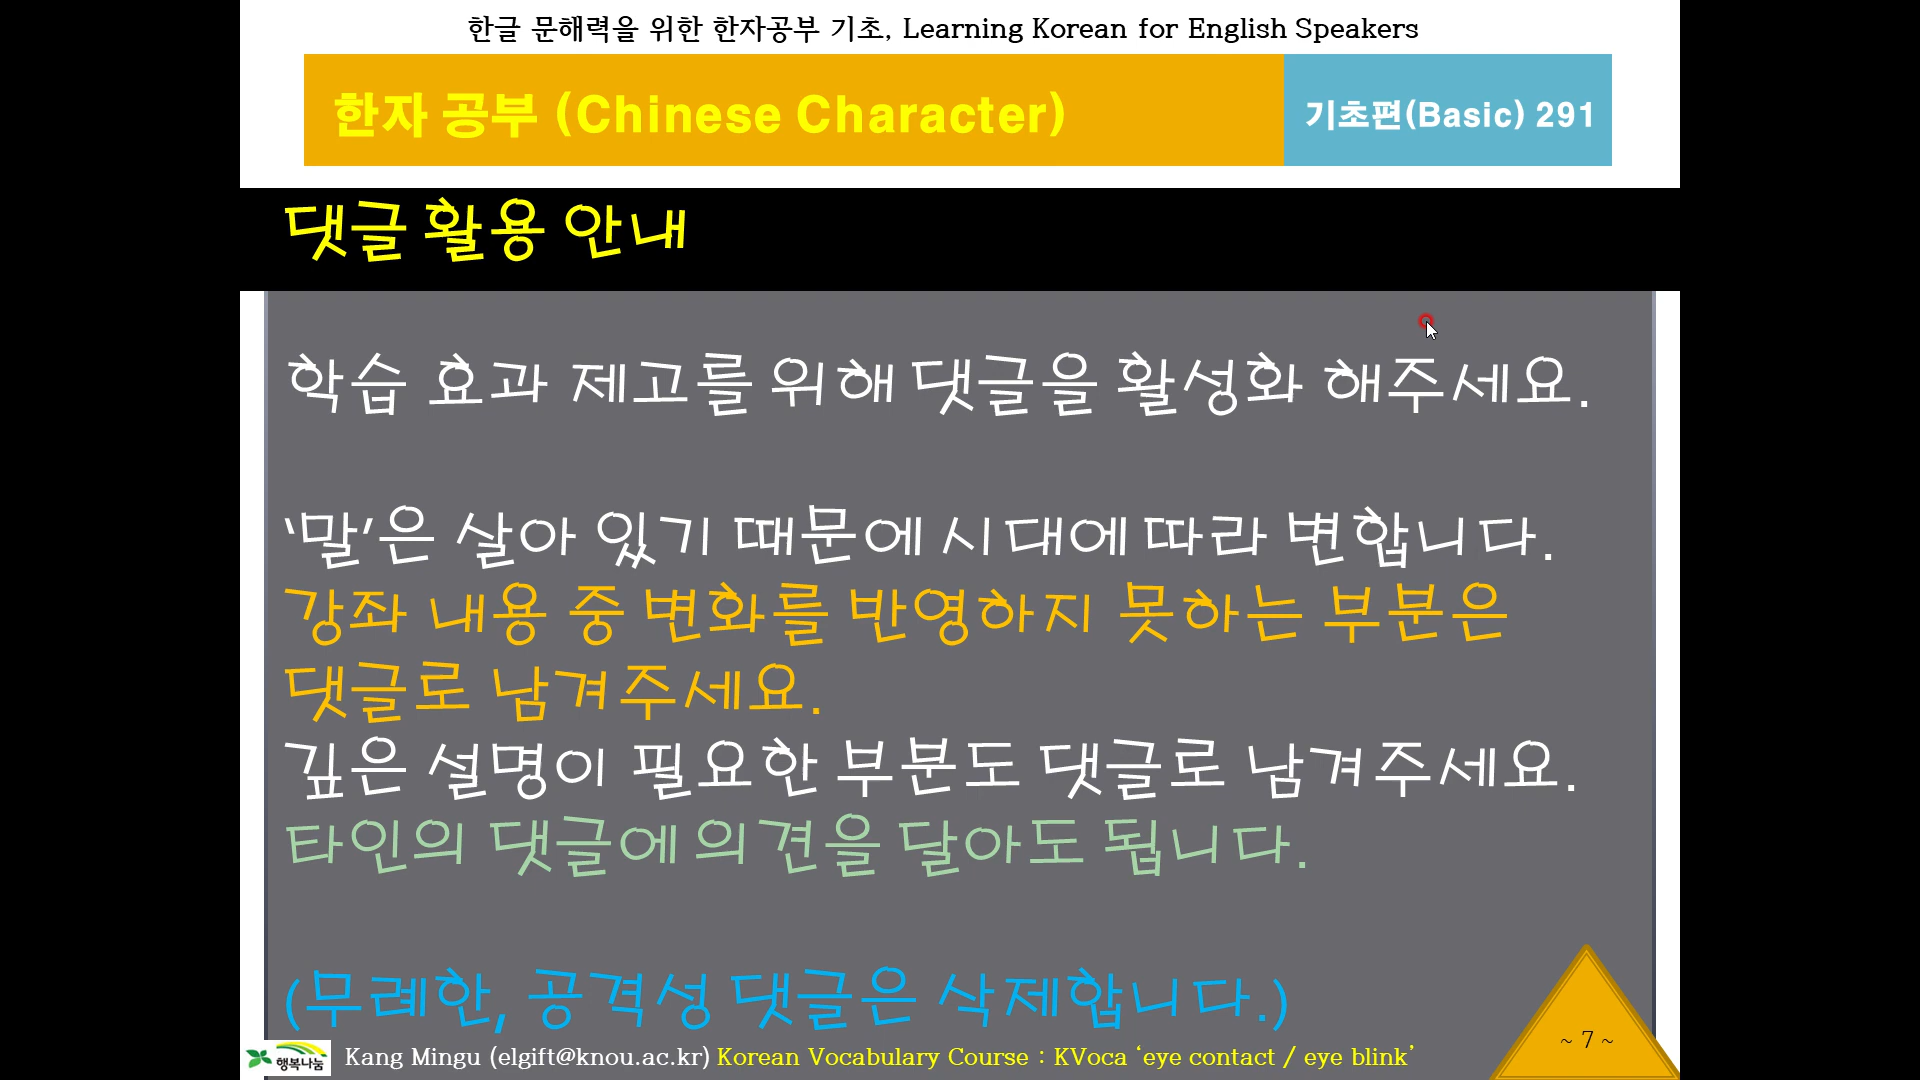 한글 문해력을 위한 한자공부 기초, Learning Korean for English Speakers
한자 공부 (Chinese Character)
기초편(Basic) 291
댓글 활용 안내
학습 효과 제고를 위해 댓글을 활성화 해주세요.
‘말’은 살아 있기 때문에 시대에 따라 변합니다.
강좌 내용 중 변화를 반영하지 못하는 부분은
댓글로 남겨주세요.
깊은 설명이 필요한 부분도 댓글로 남겨주세요.
타인의 댓글에 의견을 달아도 됩니다.
(무례한, 공격성 댓글은 삭제합니다.)
행복나눔
Kang Mingu (elgift@knou.ac.kr) Korean Vocabulary Course : KVoca ‘eye contact / eye blink’
~ 7 ~